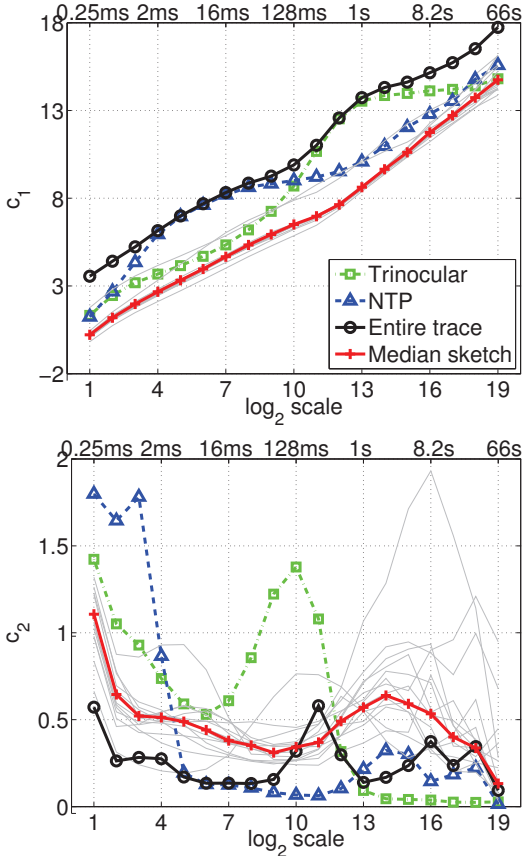 0.25ms 2ms 16ms 128ms 1s 8.2s 66s
18
13
8
3
−2
c1
1 4 7 10 13 16 19
log2 scale
Trinocular
NTP
Entire trace
Median sketch
0.25ms 2ms 16ms 128ms 1s 8.2s 66s
2
1.5
1
0.5
0
c2
1 4 7 10 13 16 19
log2 scale